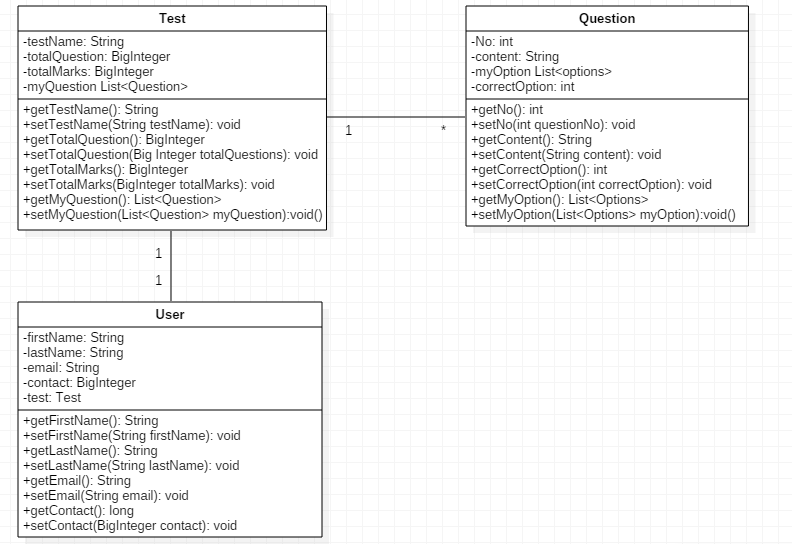 Test
-testName: String
-totalQuestion: BigInteger
-totalMarks: BigInteger
-myQuestion List<Question>
+getTestName(): String
+setTestName(String testName): void
+getTotalQuestion(): BigInteger
+setTotalQuestion(Big Integer totalQuestions): void
+getTotalMarks(): BigInteger
+setTotalMarks(BigInteger totalMarks): void
+getMyQuestion(): List<Question>
+setMyQuestion(List<Question> myQuestion):void()
1
*
Question
-No: int
-content: String
-myOption List<options>
-correctOption: int
+getNo(): int
+setNo(int questionNo): void
+getContent(): String
+setContent(String content): void
+getCorrectOption(): int
+setCorrectOption(int correctOption): void
+getMyOption(): List<Options>
+setMyOption(List<Options> myOption):void()
1
1
User
-firstName: String
-lastName: String
-email: String
-contact: BigInteger
-test: Test
+getFirstName(): String
+setFirstName(String firstName): void
+getLastName(): String
+setLastName(String lastName): void
+getEmail(): String
+setEmail(String email): void
+getContact(): long
+setContact(BigInteger contact): void